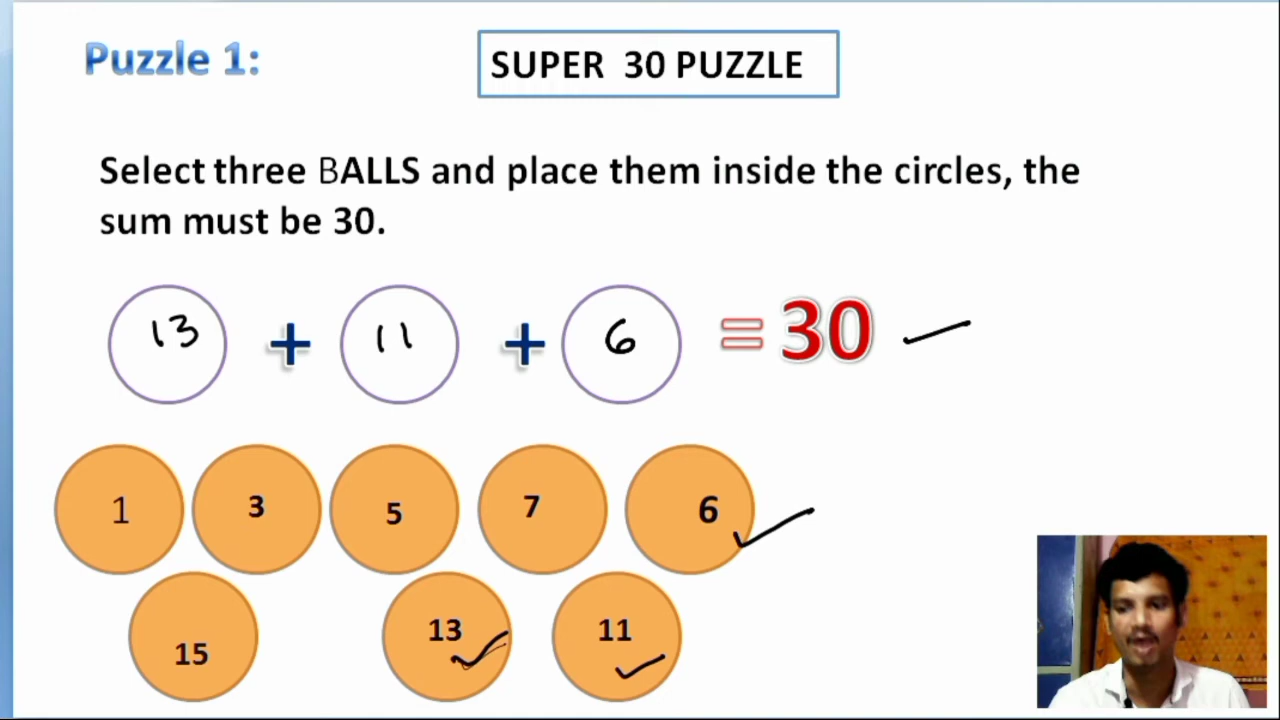 Puzzle 1:
SUPER 30 PUZZLE
Select three BALLS and place them inside the circles, the
sum must be 30.
13 + 11 + 6 = 30
1 3 5 7 6
15 13 11